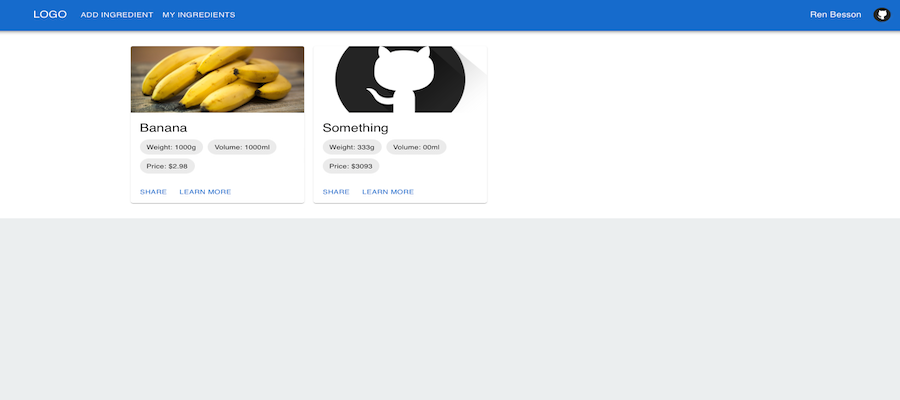 LOGO ADD INGREDIENT MY INGREDIENTS Ren Besson
Banana
Weight: 1000g Volume: 1000ml
Price: $2.98
SHARE LEARN MORE
Something
Weight: 333g Volume: 00ml
Price: $3093
SHARE LEARN MORE